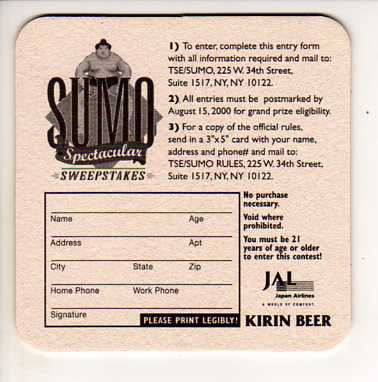 SUMO
Spectacular
SWEEPSTAKES
1) To enter, complete this entry form
with all information required and mail to:
TSE/SUMO, 225 W. 34th Street,
Suite 1517, NY, NY 10122.
2) All entries must be postmarked by
August 15, 2000 for grand prize eligibility.
3) For a copy of the official rules,
send in a 3"x5" card with your name,
address and phone# and mail to:
TSE/SUMO RULES, 225 W. 34th Street,
Suite 1517, NY, NY 10122.
Name Age
Address Apt
City State Zip
Home Phone Work Phone
Signature
PLEASE PRINT LEGIBLY!
No purchase
necessary.
Void where
prohibited.
You must be 21
years of age or older
to enter this contest!
JAL
Japan Airlines
A WORLD OF COMFORT.
KIRIN BEER